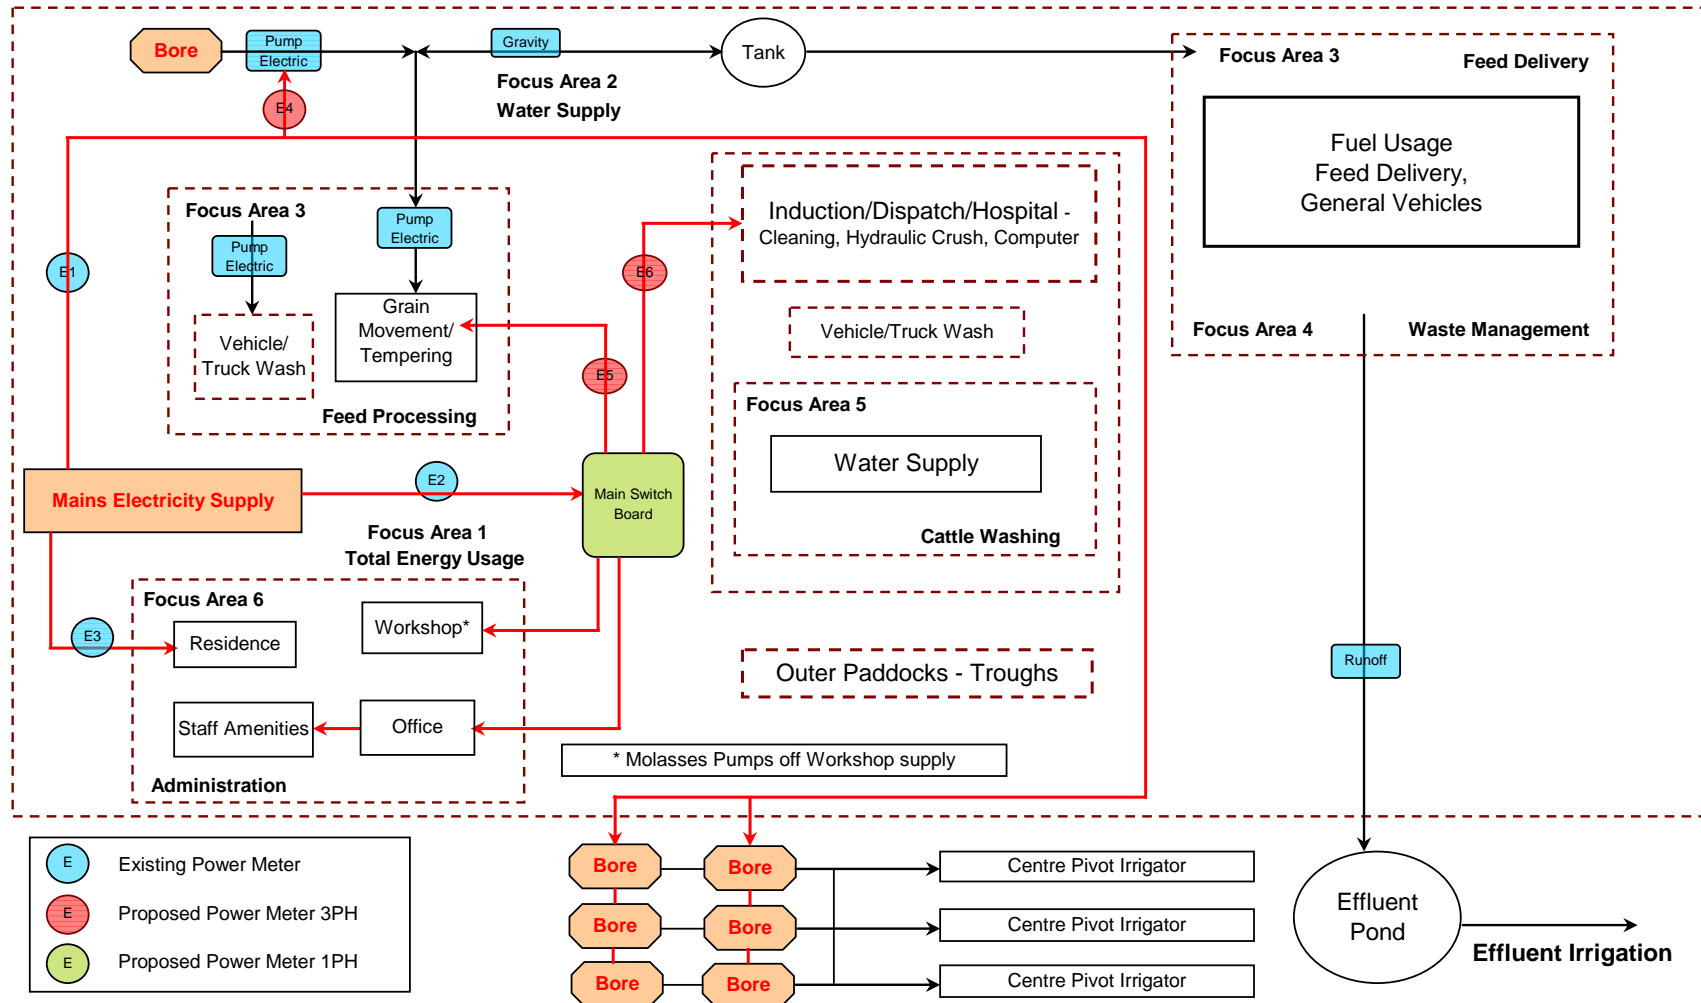 Bore
Pump
Electric
Gravity
Tank
Focus Area 2
Water Supply
E4
Focus Area 3
Feed Delivery
Fuel Usage
Feed Delivery,
General Vehicles
Focus Area 4
Waste Management
Focus Area 3
Pump
Electric
Pump
Electric
Vehicle/
Truck Wash
Grain
Movement/
Tempering
Feed Processing
E1
E5
E6
Induction/Dispatch/Hospital -
Cleaning, Hydraulic Crush, Computer
Vehicle/Truck Wash
Focus Area 5
Water Supply
Cattle Washing
Mains Electricity Supply
E2
Main Switch
Board
Focus Area 1
Total Energy Usage
Focus Area 6
E3
Residence
Workshop*
Staff Amenities
Office
Administration
Outer Paddocks - Troughs
* Molasses Pumps off Workshop supply
Runoff
E
Existing Power Meter
E
Proposed Power Meter 3PH
E
Proposed Power Meter 1PH
Bore
Bore
Centre Pivot Irrigator
Bore
Bore
Centre Pivot Irrigator
Bore
Bore
Centre Pivot Irrigator
Effluent
Pond
Effluent Irrigation